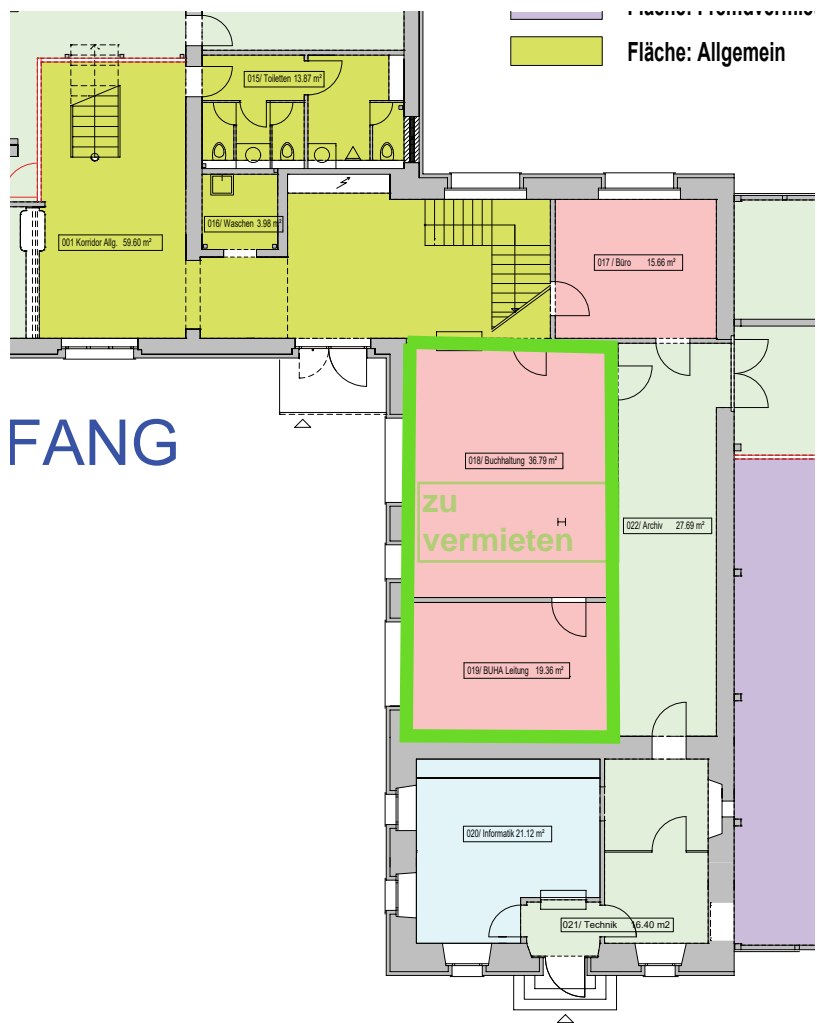 Fläche: Allgemein
015/ Toiletten 13.87 m²
016/ Waschen 3.98 m²
001 Korridor Allg. 59.60 m²
017 / Büro 15.66 m²
FANG
018/ Buchhaltung 36.79 m²
zu
vermieten
022/ Archiv 27.69 m²
019/ BUHA Leitung 19.36 m²
020/ Informatik 21.12 m²
021/ Technik 16.40 m2